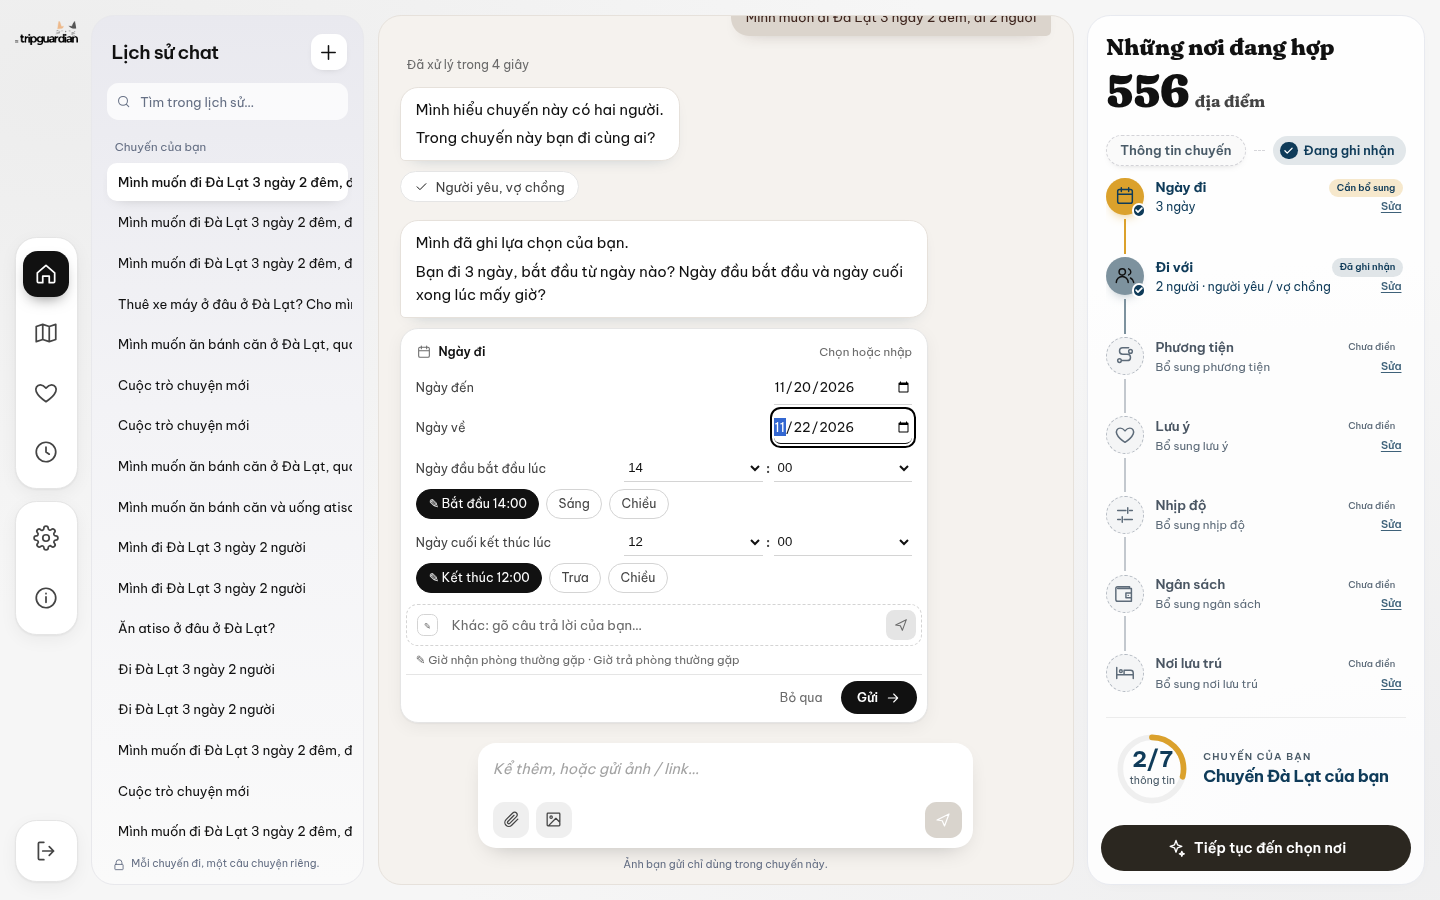 tripguardian
Lịch sử chat
Tìm trong lịch sử...
Chuyến của bạn
Mình muốn đi Đà Lạt 3 ngày 2 đêm, đ
Mình muốn đi Đà Lạt 3 ngày 2 đêm, đ
Mình muốn đi Đà Lạt 3 ngày 2 đêm, đ
Thuê xe máy ở đâu ở Đà Lạt? Cho mìn
Mình muốn ăn bánh căn ở Đà Lạt, quá
Cuộc trò chuyện mới
Cuộc trò chuyện mới
Mình muốn ăn bánh căn ở Đà Lạt, quá
Mình muốn ăn bánh căn và uống atiso
Mình đi Đà Lạt 3 ngày 2 người
Mình đi Đà Lạt 3 ngày 2 người
Ăn atiso ở đâu ở Đà Lạt?
Đi Đà Lạt 3 ngày 2 người
Đi Đà Lạt 3 ngày 2 người
Mình muốn đi Đà Lạt 3 ngày 2 đêm, đ
Cuộc trò chuyện mới
Mình muốn đi Đà Lạt 3 ngày 2 đêm, đ
Mỗi chuyến đi, một câu chuyện riêng.
Mình muốn đi Đà Lạt 3 ngày 2 đêm, đi 2 người
Đã xử lý trong 4 giây
Mình hiểu chuyến này có hai người.
Trong chuyến này bạn đi cùng ai?
Người yêu, vợ chồng
Mình đã ghi lựa chọn của bạn.
Bạn đi 3 ngày, bắt đầu từ ngày nào? Ngày đầu bắt đầu và ngày cuối
xong lúc mấy giờ?
Ngày đi
Chọn hoặc nhập
Ngày đến
11/20/2026
Ngày về
11/22/2026
Ngày đầu bắt đầu lúc
14 : 00
✎ Bắt đầu 14:00
Sáng
Chiều
Ngày cuối kết thúc lúc
12 : 00
✎ Kết thúc 12:00
Trưa
Chiều
✎ Khác: gõ câu trả lời của bạn...
✎ Giờ nhận phòng thường gặp · Giờ trả phòng thường gặp
Bỏ qua
Gửi →
Kể thêm, hoặc gửi ảnh / link...
Ảnh bạn gửi chỉ dùng trong chuyến này.
Những nơi đang hợp
556 địa điểm
Thông tin chuyến
Đang ghi nhận
Ngày đi
Cần bổ sung
3 ngày
Sửa
Đi với
Đã ghi nhận
2 người · người yêu / vợ chồng
Sửa
Phương tiện
Chưa điền
Bổ sung phương tiện
Sửa
Lưu ý
Chưa điền
Bổ sung lưu ý
Sửa
Nhịp độ
Chưa điền
Bổ sung nhịp độ
Sửa
Ngân sách
Chưa điền
Bổ sung ngân sách
Sửa
Nơi lưu trú
Chưa điền
Bổ sung nơi lưu trú
Sửa
2/7
thông tin
CHUYẾN CỦA BẠN
Chuyến Đà Lạt của bạn
Tiếp tục đến chọn nơi